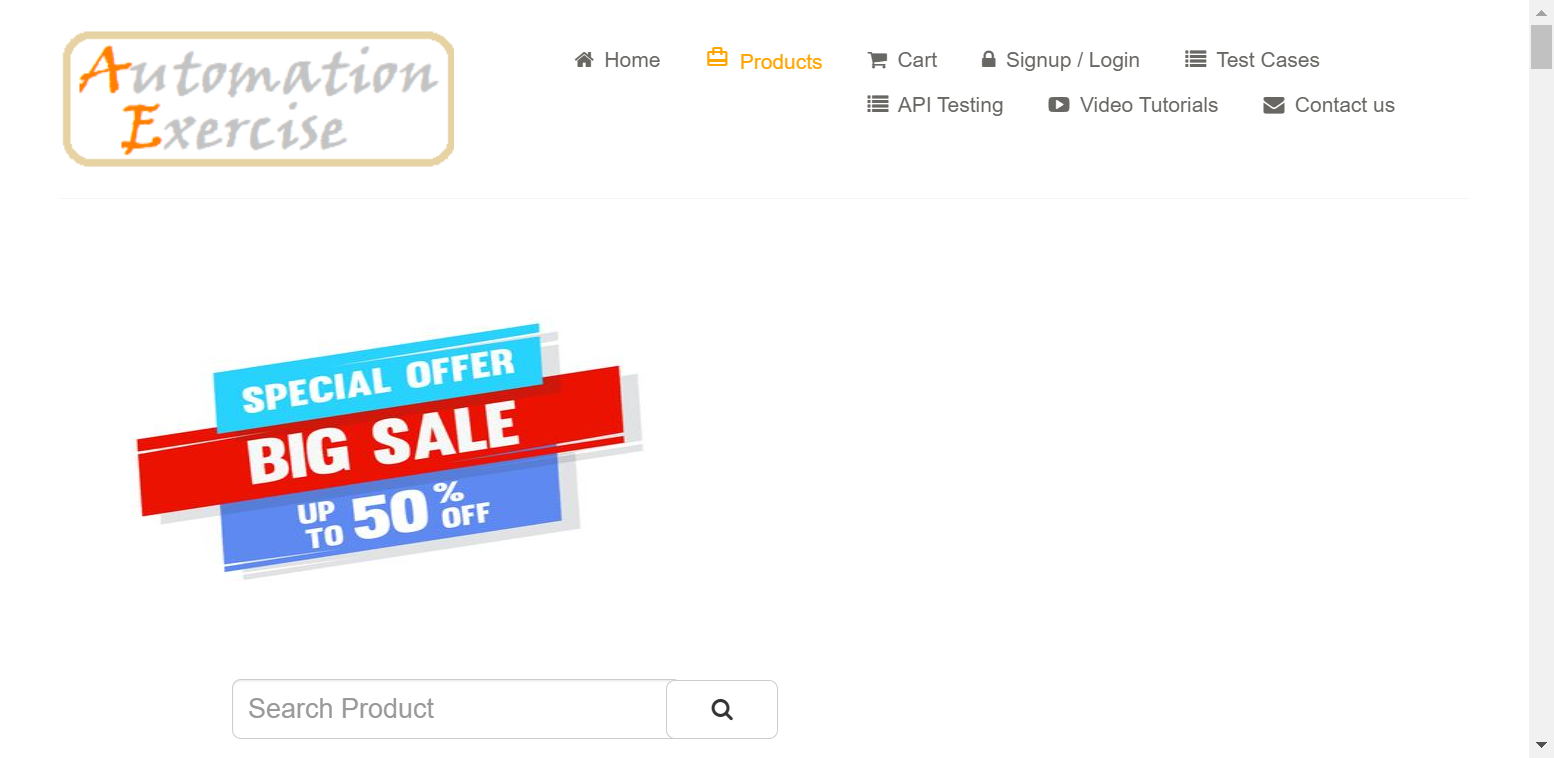 Automation
Exercise
Home Products Cart Signup / Login Test Cases
API Testing Video Tutorials Contact us
SPECIAL OFFER
BIG SALE
UP TO 50% OFF
Search Product